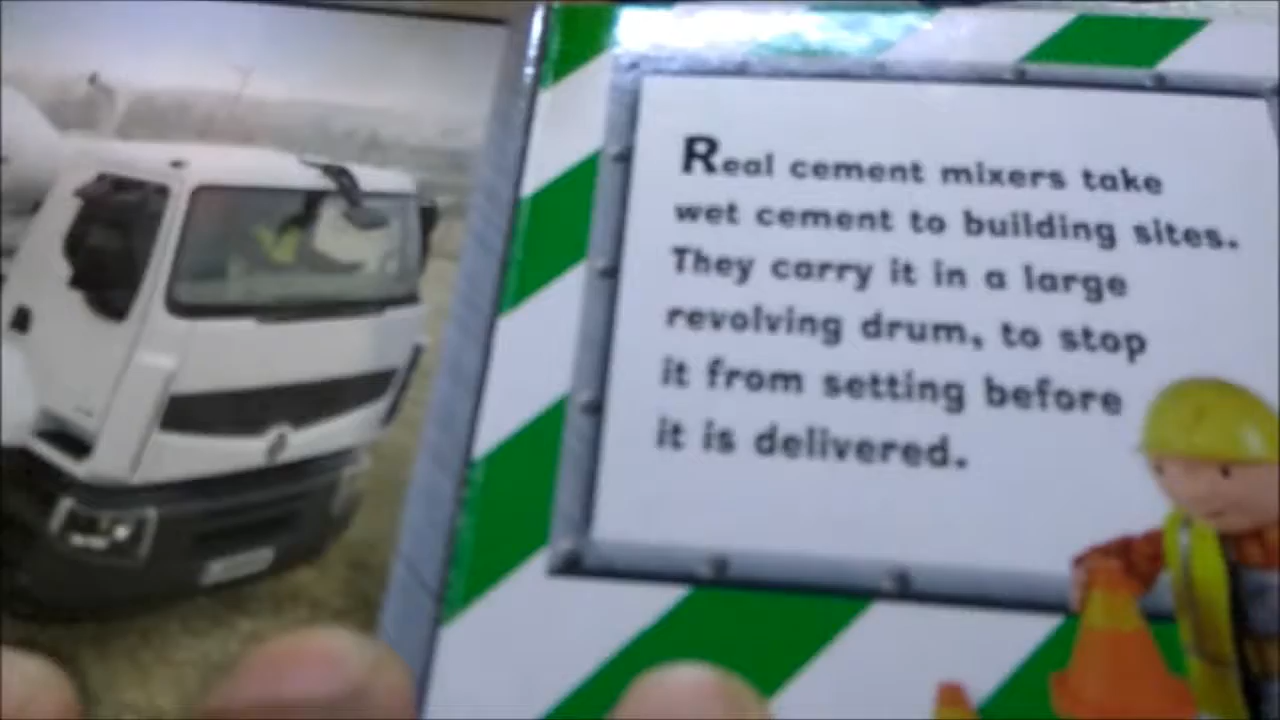 Real cement mixers take
wet cement to building sites.
They carry it in a large
revolving drum, to stop
it from setting before
it is delivered.